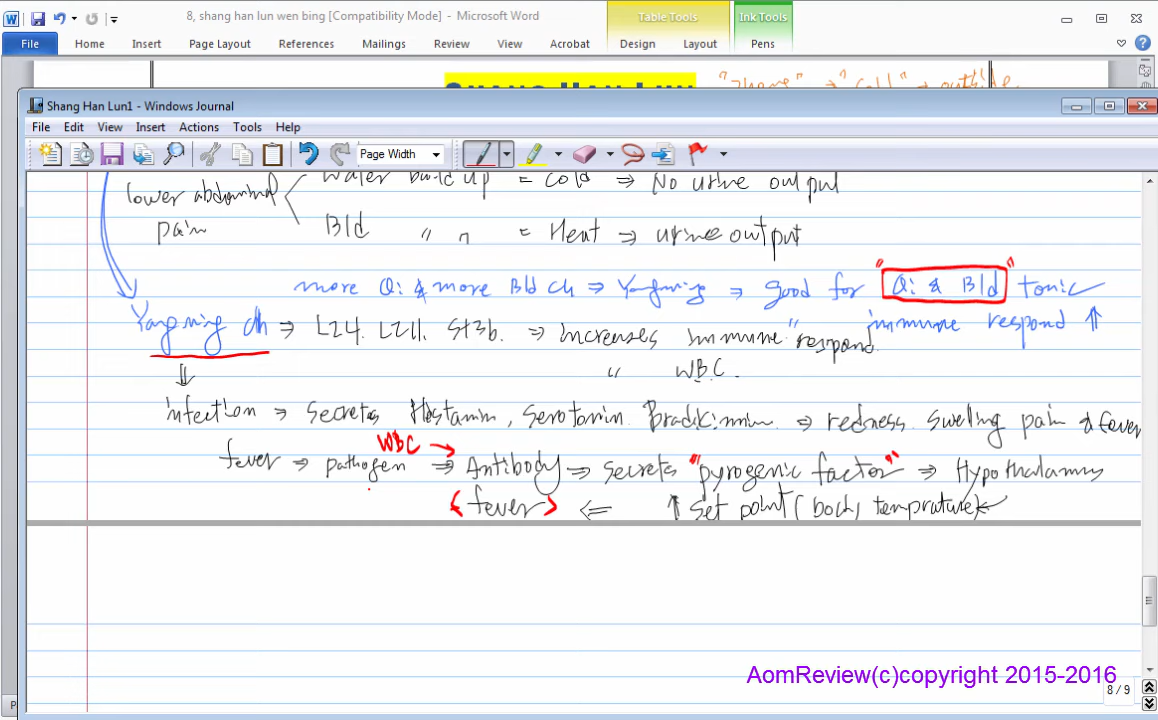 8, shang han lun wen bing [Compatibility Mode] - Microsoft Word
Table Tools
Ink Tools
File Home Insert Page Layout References Mailings Review View Acrobat Design Layout Pens
Shang Han Lun1 - Windows Journal
File Edit View Insert Actions Tools Help
Page Width
Water build up = Cold ⇒ No urine output
lower abdominal
pain
Bld " " = Heat ⇒ urine output
more Qi & more Bld ch ⇒ Yangming ⇒ good for "Qi & Bld" tonic
immune respond ↑
Yangming ch ⇒ LI4. LI11. ST36. ⇒ increases immune respond.
" WBC.
⇓
infection ⇒ Secretes Histamin, Serotonin Bradikinin ⇒ redness swelling pain & fever
WBC →
fever ⇒ pathogen ⇒ Antibody ⇒ Secrets "pyrogenic factor" ⇒ Hypothalamus
(fever) ⇐ ↑ set point (body temprature) ←
AomReview(c)copyright 2015-2016
8 / 9